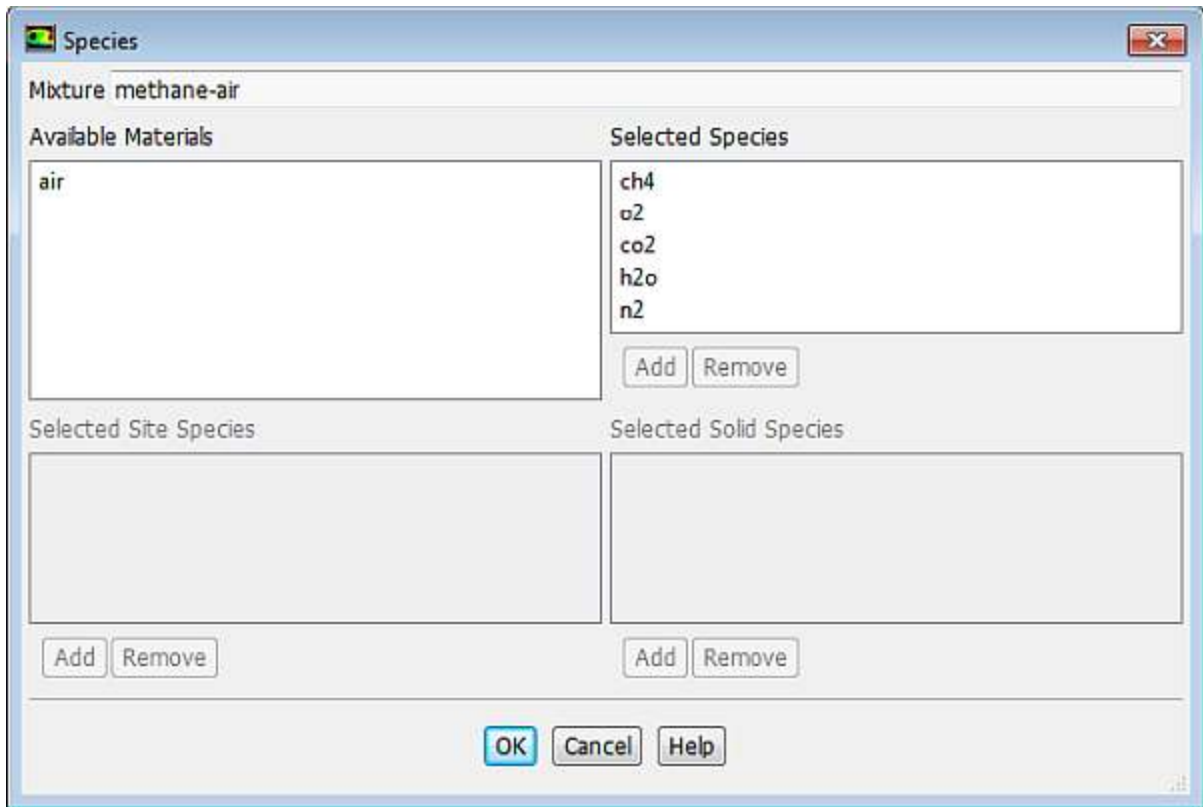 Species
Mixture methane-air
Available Materials
air
Selected Species
ch4
o2
co2
h2o
n2
Add Remove
Selected Site Species
Selected Solid Species
Add Remove
Add Remove
OK Cancel Help